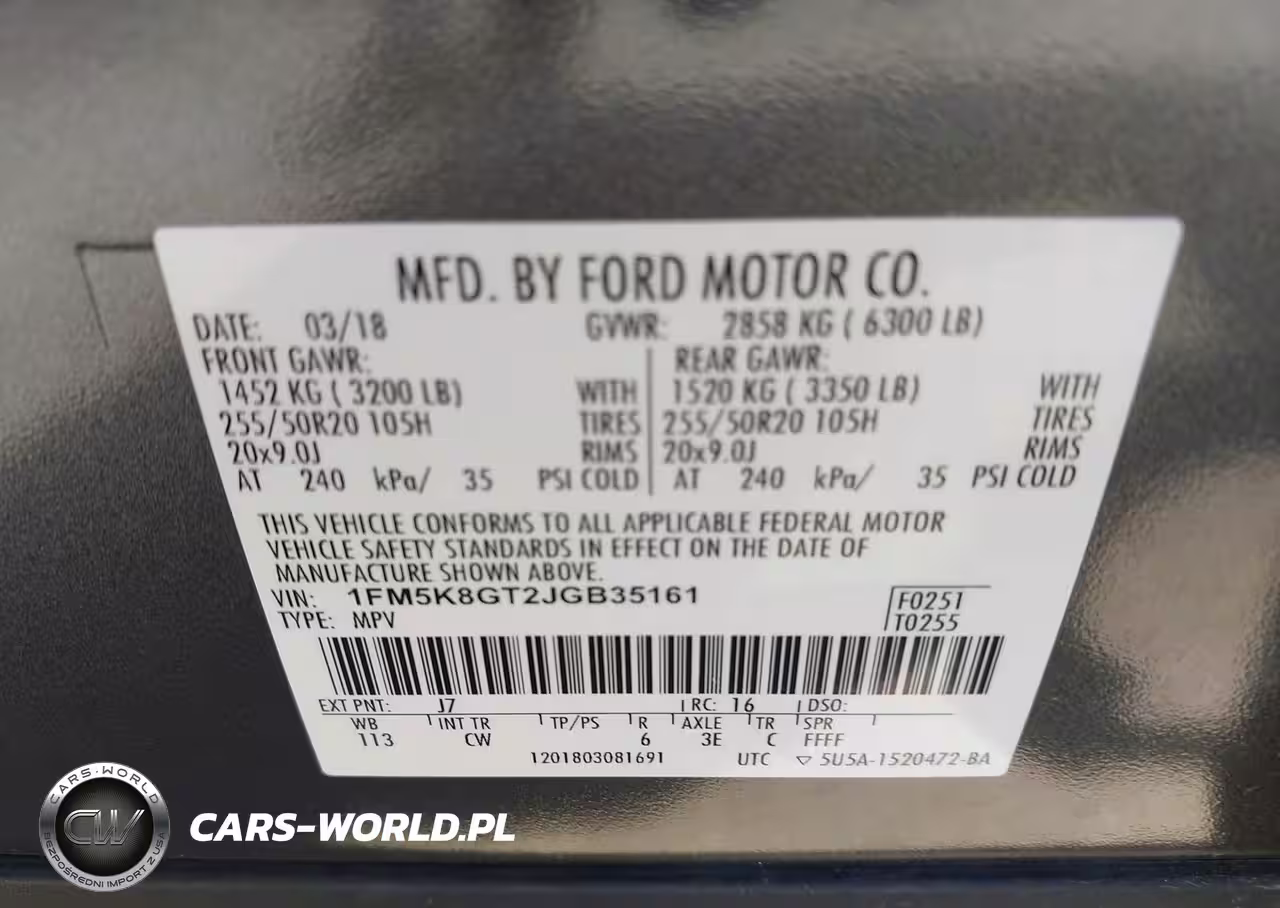 MFD. BY FORD MOTOR CO.
DATE: 03/18 GVWR: 2858 KG ( 6300 LB)
FRONT GAWR: REAR GAWR:
1452 KG ( 3200 LB) WITH 1520 KG ( 3350 LB) WITH
255/50R20 105H TIRES 255/50R20 105H TIRES
20x9.0J RIMS 20x9.0J RIMS
AT 240 kPa/ 35 PSI COLD AT 240 kPa/ 35 PSI COLD
THIS VEHICLE CONFORMS TO ALL APPLICABLE FEDERAL MOTOR
VEHICLE SAFETY STANDARDS IN EFFECT ON THE DATE OF
MANUFACTURE SHOWN ABOVE.
VIN: 1FM5K8GT2JGB35161 F0251
TYPE: MPV T0255
EXT PNT: J7 RC: 16 DSO:
WB INT TR TP/PS R AXLE TR SPR
113 CW 6 3E C FFFF
1201803081691 UTC ▽ 5U5A-1520472-BA
CARS-WORLD
CW
BEZPOŚREDNI IMPORT Z USA
CARS-WORLD.PL